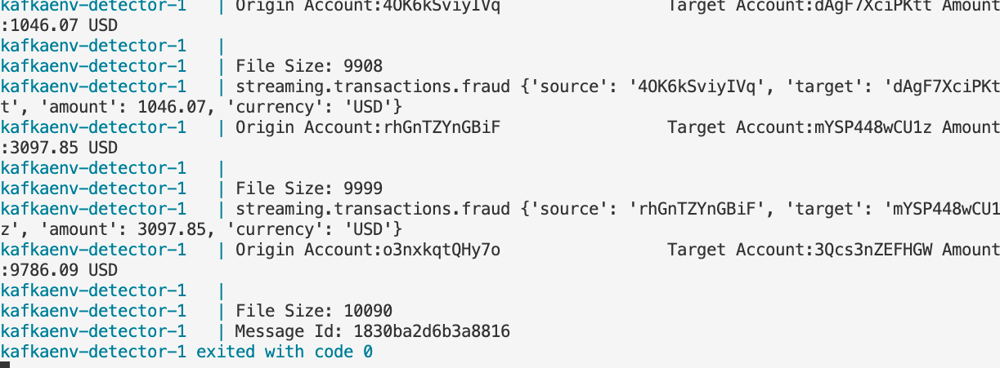 kafkaenv-detector-1   | Origin Account:4OK6kSviyIVq                 Target Account:dAgF7XciPKtt Amount
:1046.07 USD
kafkaenv-detector-1   |
kafkaenv-detector-1   | File Size: 9908
kafkaenv-detector-1   | streaming.transactions.fraud {'source': '4OK6kSviyIVq', 'target': 'dAgF7XciPKt
t', 'amount': 1046.07, 'currency': 'USD'}
kafkaenv-detector-1   | Origin Account:rhGnTZYnGBiF                 Target Account:mYSP448wCU1z Amount
:3097.85 USD
kafkaenv-detector-1   |
kafkaenv-detector-1   | File Size: 9999
kafkaenv-detector-1   | streaming.transactions.fraud {'source': 'rhGnTZYnGBiF', 'target': 'mYSP448wCU1
z', 'amount': 3097.85, 'currency': 'USD'}
kafkaenv-detector-1   | Origin Account:o3nxkqtQHy7o                 Target Account:3Qcs3nZEFHGW Amount
:9786.09 USD
kafkaenv-detector-1   |
kafkaenv-detector-1   | File Size: 10090
kafkaenv-detector-1   | Message Id: 1830ba2d6b3a8816
kafkaenv-detector-1 exited with code 0